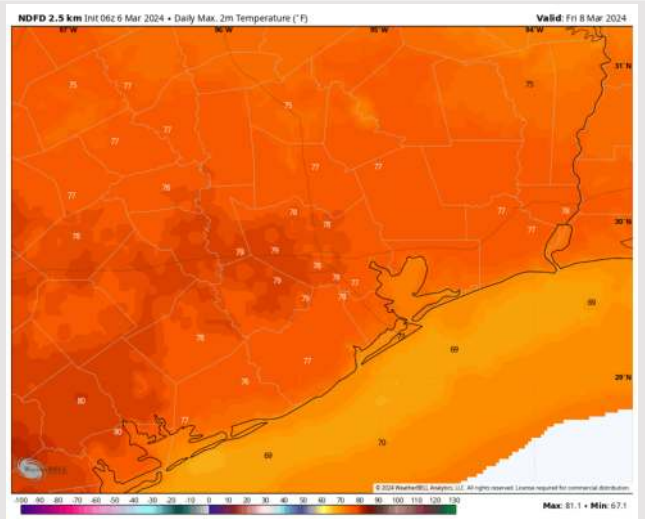 NDFD 2.5 km Init 06z 6 Mar 2024 • Daily Max. 2m Temperature (°F) Valid: Fri 8 Mar 2024
97°W 96°W 95°W 94°W
31°N
75 77 75 75
77 77
77 77
77 78
78 77 76
78 78 77 30°N
78
79 79
78
79 78 77
79 78
69
78
69
77
29°N
76
80
77
80
70
69
© 2024 WeatherBELL Analytics, LLC. All rights reserved. License required for commercial distribution.
-100 -90 -80 -70 -60 -50 -40 -30 -20 -10 0 10 20 30 40 50 60 70 80 90 100 110 120 130
Max: 81.1 • Min: 67.1